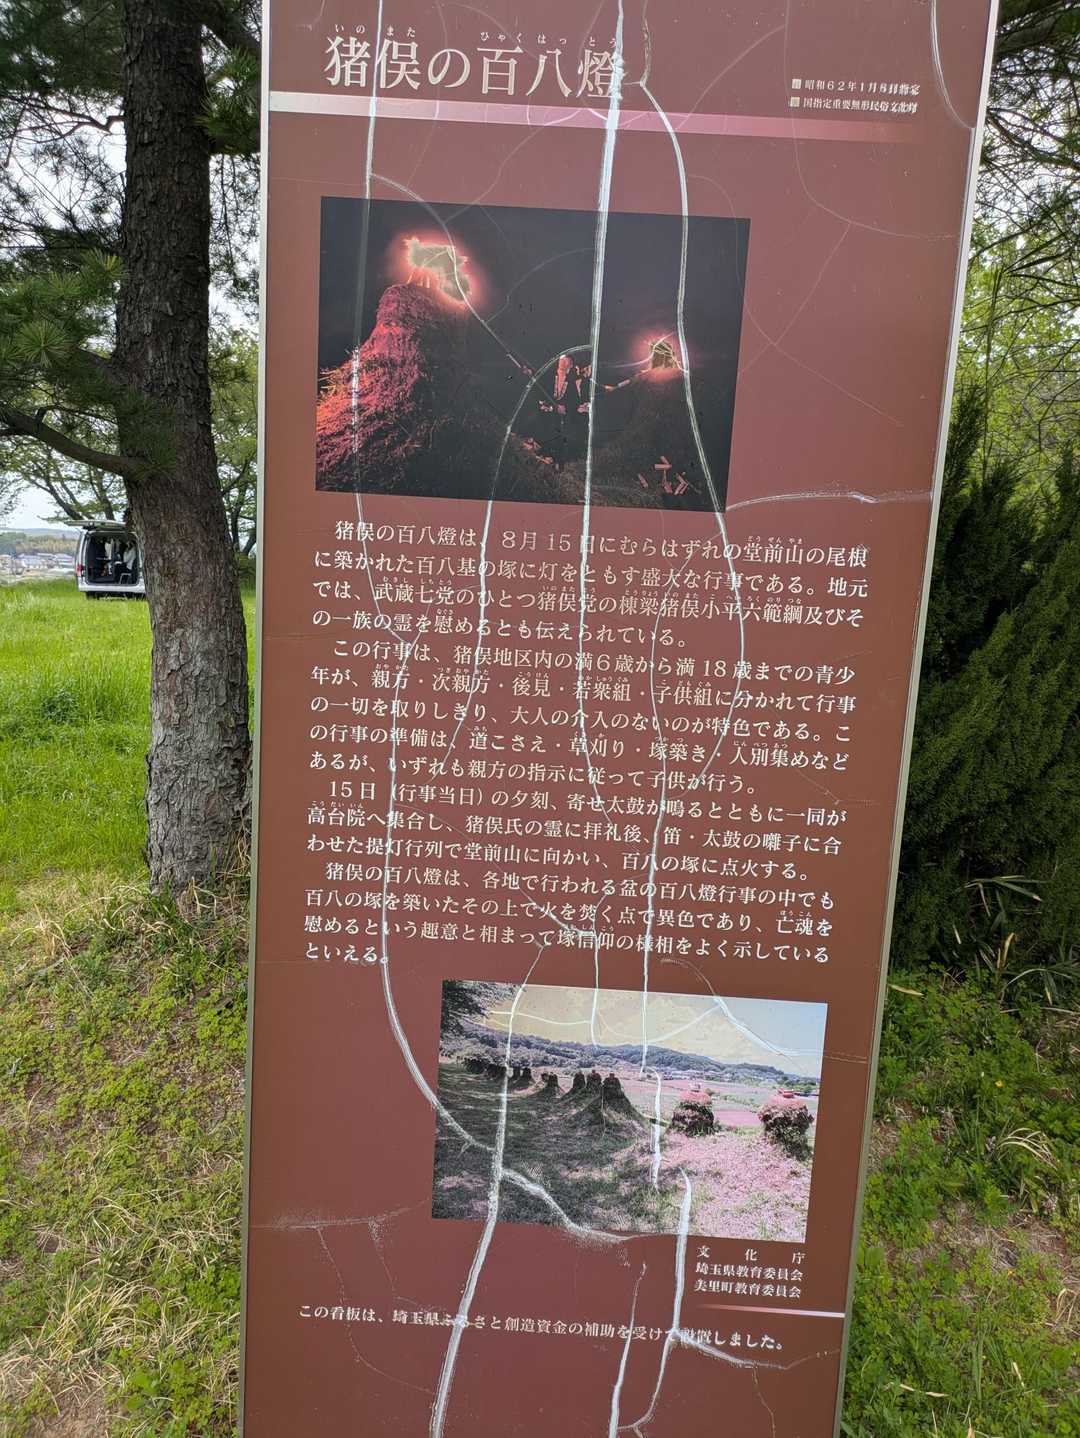 いのまた ひゃくはっとう
猪俣の百八燈
昭和62年1月8日
国指定重要無形民俗文化財
猪俣の百八燈は、8月15日にむらはずれの堂前山の尾根
に築かれた百八基の塚に灯をともす盛大な行事である。地元
では、武蔵七党のひとつ猪俣党の棟梁猪俣小平六範綱及びそ
の一族の霊を慰めるとも伝えられている。
この行事は、猪俣地区内の満6歳から満18歳までの青少
年が、親方・次親方・後見・若衆組・子供組に分かれて行事
の一切を取りしきり、大人の介入のないのが特色である。こ
の行事の準備は、道こさえ・草刈り・塚築き・人別集めなど
あるが、いずれも親方の指示に従って子供が行う。
15日(行事当日)の夕刻、寄せ太鼓が鳴るとともに一同が
高台院へ集合し、猪俣氏の霊に拝礼後、笛・太鼓の囃子に合
わせた提灯行列で堂前山に向かい、百八の塚に点火する。
猪俣の百八燈は、各地で行われる盆の百八燈行事の中でも
百八の塚を築いたその上で火を焚く点で異色であり、亡魂を
慰めるという趣意と相まって塚信仰の様相をよく示している
といえる。
文化庁
埼玉県教育委員会
美里町教育委員会
この看板は、埼玉県ふるさと創造資金の補助を受けて設置しました。